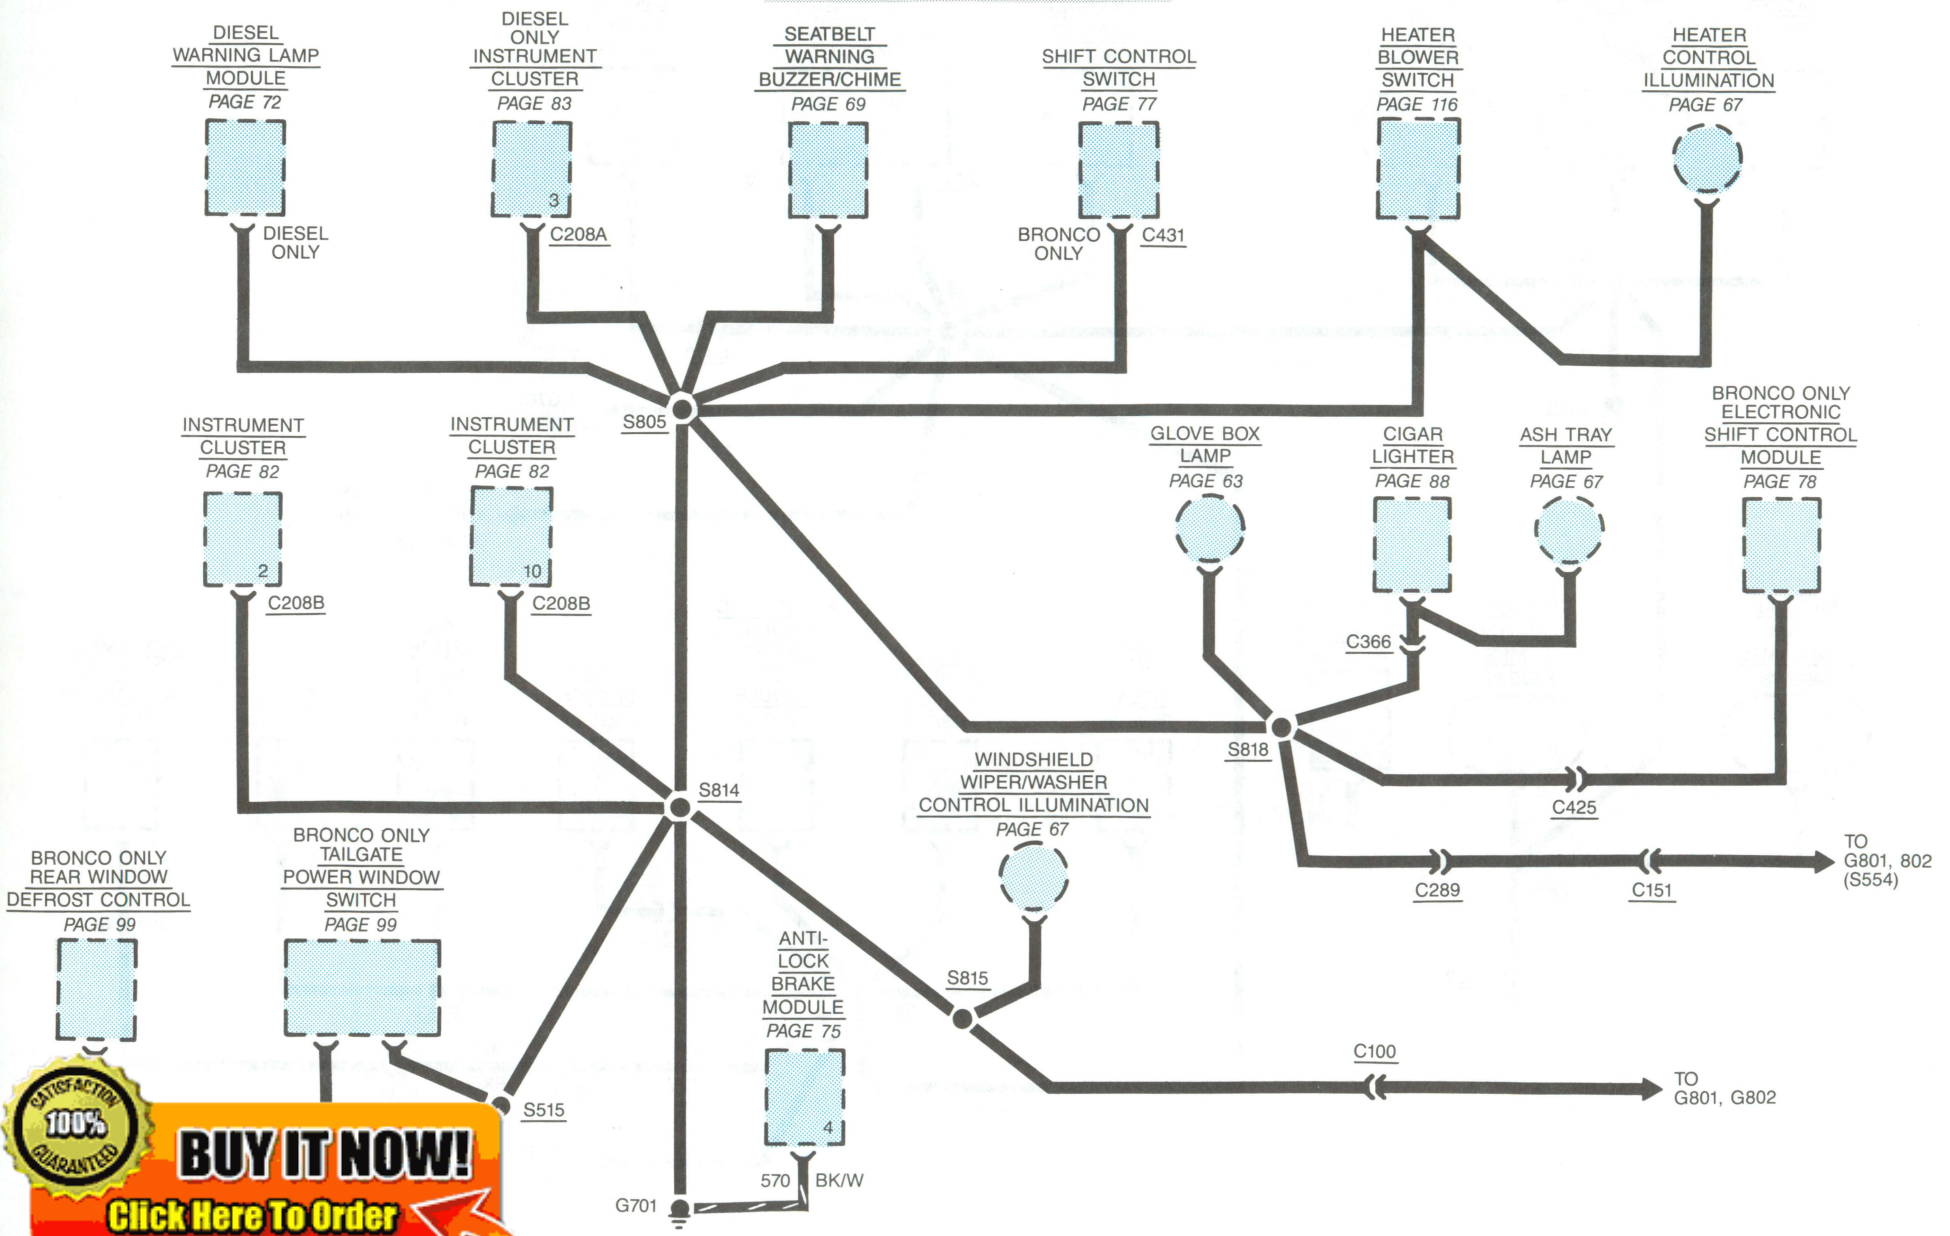 DIESEL
WARNING LAMP
MODULE
PAGE 72
DIESEL
ONLY
INSTRUMENT
CLUSTER
PAGE 83
SEATBELT
WARNING
BUZZER/CHIME
PAGE 69
SHIFT CONTROL
SWITCH
PAGE 77
HEATER
BLOWER
SWITCH
PAGE 116
HEATER
CONTROL
ILLUMINATION
PAGE 67
3
DIESEL
ONLY
C208A
BRONCO
ONLY
C431
S805
INSTRUMENT
CLUSTER
PAGE 82
INSTRUMENT
CLUSTER
PAGE 82
GLOVE BOX
LAMP
PAGE 63
CIGAR
LIGHTER
PAGE 88
ASH TRAY
LAMP
PAGE 67
BRONCO ONLY
ELECTRONIC
SHIFT CONTROL
MODULE
PAGE 78
2
10
C208B
C208B
C366
S818
C425
S814
WINDSHIELD
WIPER/WASHER
CONTROL ILLUMINATION
PAGE 67
TO
G801, 802
(S554)
C289
C151
BRONCO ONLY
REAR WINDOW
DEFROST CONTROL
PAGE 99
BRONCO ONLY
TAILGATE
POWER WINDOW
SWITCH
PAGE 99
ANTI-
LOCK
BRAKE
MODULE
PAGE 75
S815
C100
TO
G801, G802
S515
4
570 BK/W
G701
SATISFACTION
100%
GUARANTEED
BUY IT NOW!
Click Here To Order